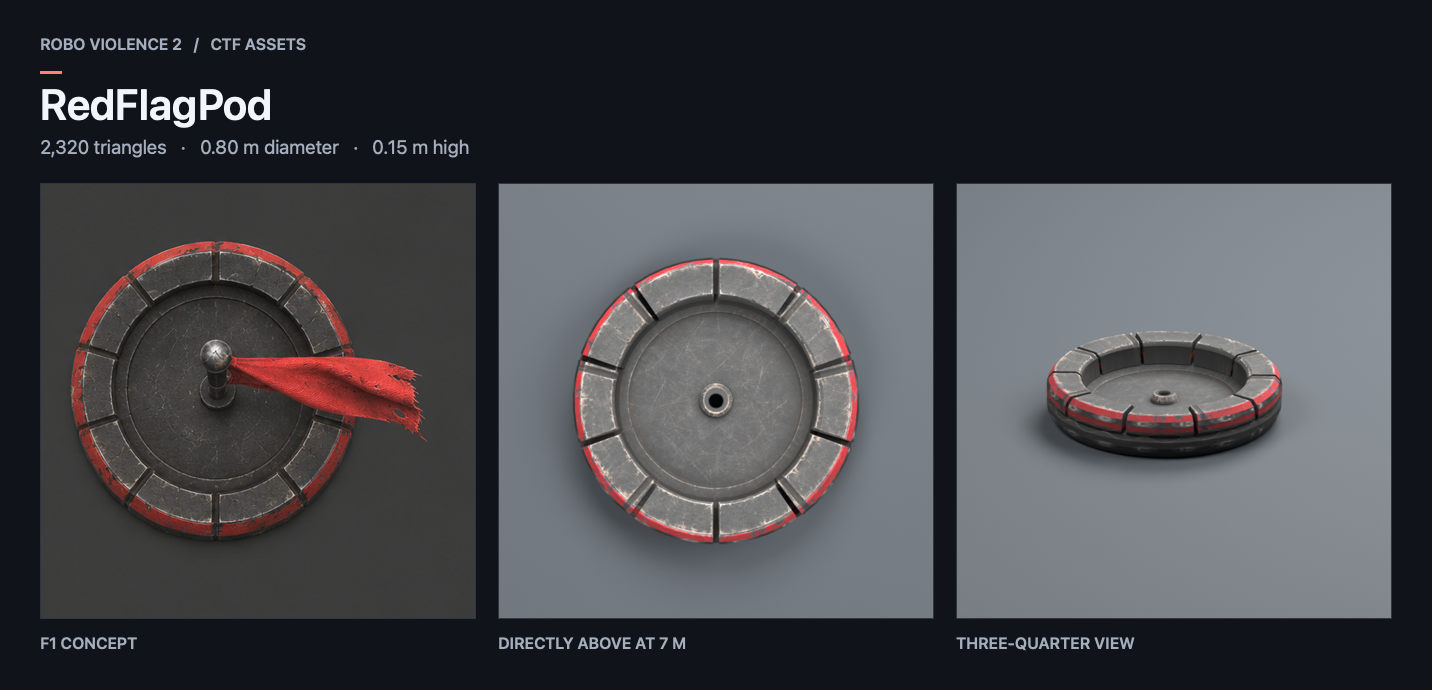 ROBO VIOLENCE 2 / CTF ASSETS
RedFlagPod
2,320 triangles · 0.80 m diameter · 0.15 m high
F1 CONCEPT
DIRECTLY ABOVE AT 7 M
THREE-QUARTER VIEW